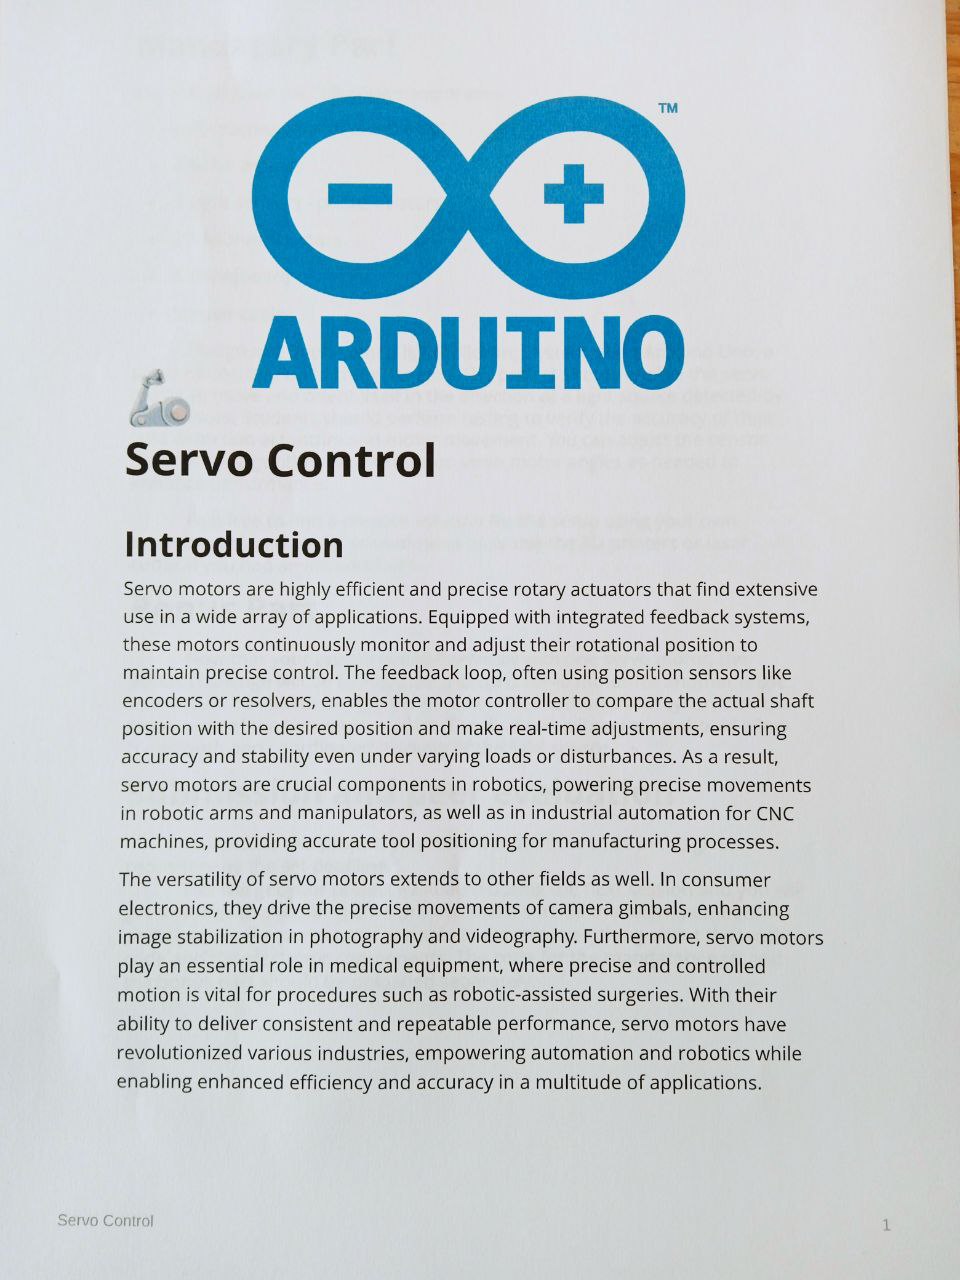 TM
ARDUINO
Servo Control
Introduction
Servo motors are highly efficient and precise rotary actuators that find extensive
use in a wide array of applications. Equipped with integrated feedback systems,
these motors continuously monitor and adjust their rotational position to
maintain precise control. The feedback loop, often using position sensors like
encoders or resolvers, enables the motor controller to compare the actual shaft
position with the desired position and make real-time adjustments, ensuring
accuracy and stability even under varying loads or disturbances. As a result,
servo motors are crucial components in robotics, powering precise movements
in robotic arms and manipulators, as well as in industrial automation for CNC
machines, providing accurate tool positioning for manufacturing processes.
The versatility of servo motors extends to other fields as well. In consumer
electronics, they drive the precise movements of camera gimbals, enhancing
image stabilization in photography and videography. Furthermore, servo motors
play an essential role in medical equipment, where precise and controlled
motion is vital for procedures such as robotic-assisted surgeries. With their
ability to deliver consistent and repeatable performance, servo motors have
revolutionized various industries, empowering automation and robotics while
enabling enhanced efficiency and accuracy in a multitude of applications.
Servo Control
1